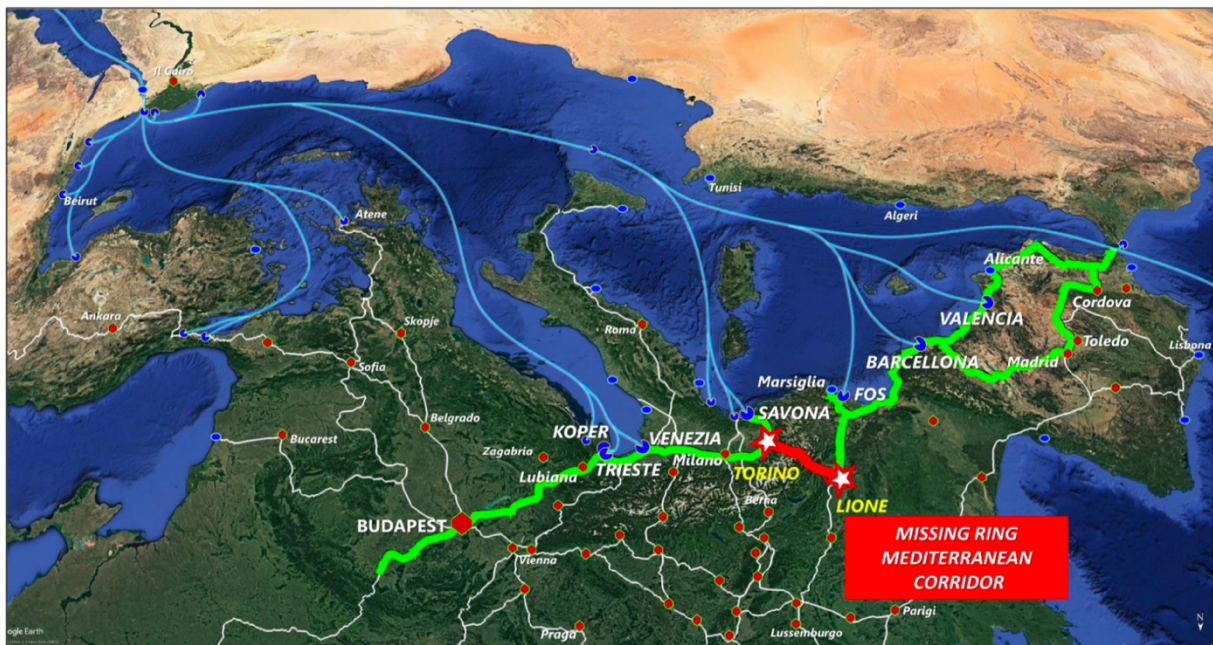 Il Cairo
Beirut
Atene
Tunisi
Algeri
Ankara
Skopje
Sofia
Roma
Alicante
Cordova
VALENCIA
Toledo
Lisbona
Madrid
BARCELLONA
Marsiglia
FOS
SAVONA
Belgrado
Bucarest
KOPER
VENEZIA
Zagabria
TRIESTE
Milano
Lubiana
TORINO
LIONE
Berna
BUDAPEST
MISSING RING
MEDITERRANEAN
CORRIDOR
Vienna
Parigi
Praga
Lussemburgo
ogle Earth
N